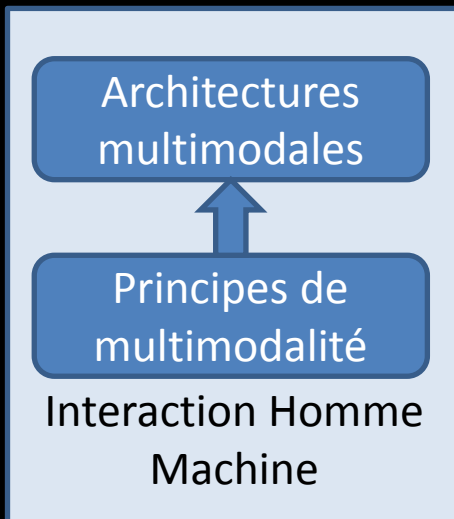 Architectures
multimodales
Principes de
multimodalité
Interaction Homme
Machine